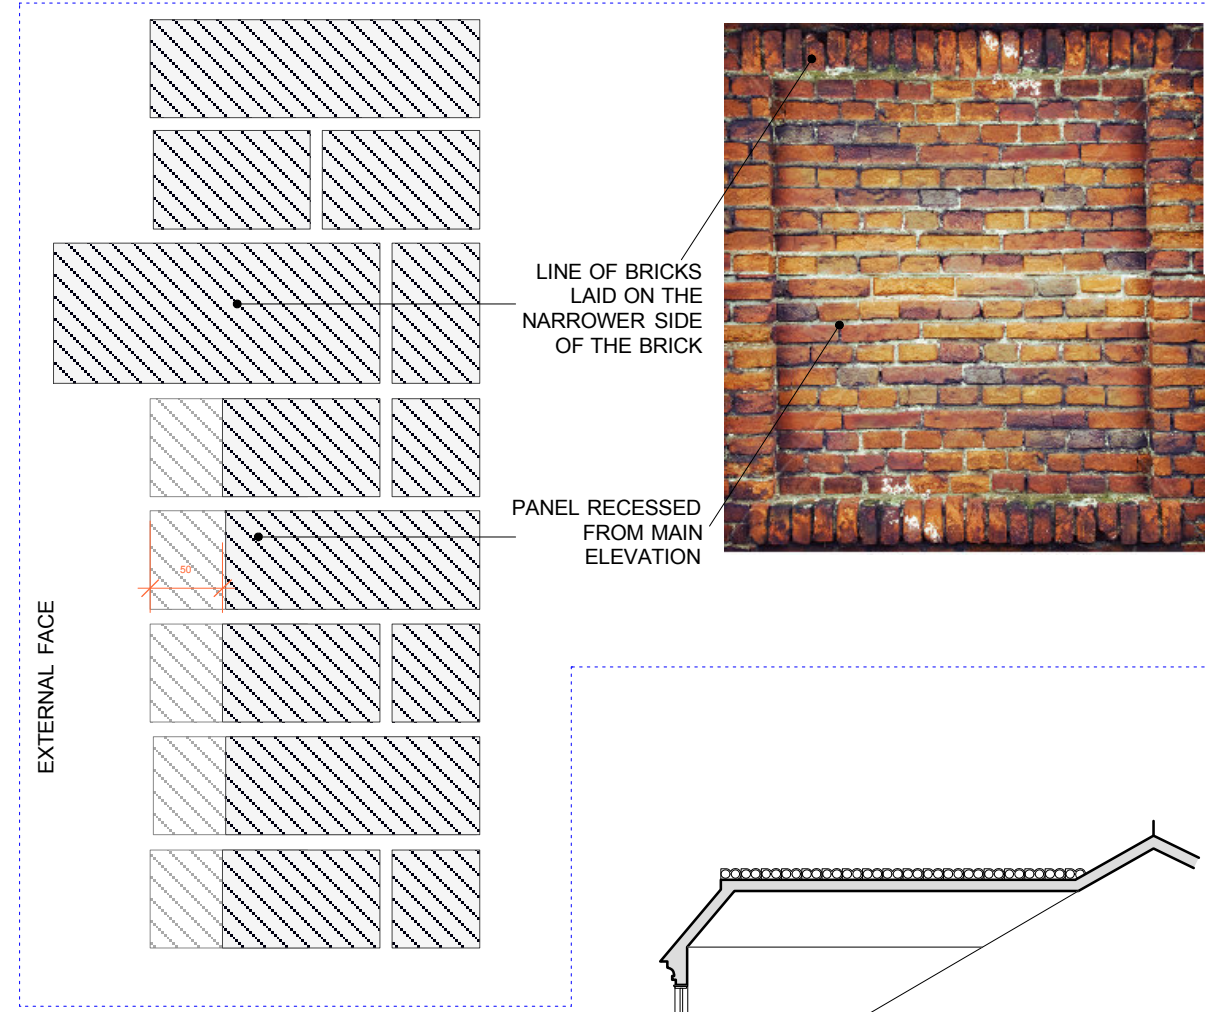 LINE OF BRICKS
LAID ON THE
NARROWER SIDE
OF THE BRICK
PANEL RECESSED
FROM MAIN
ELEVATION
50
EXTERNAL FACE